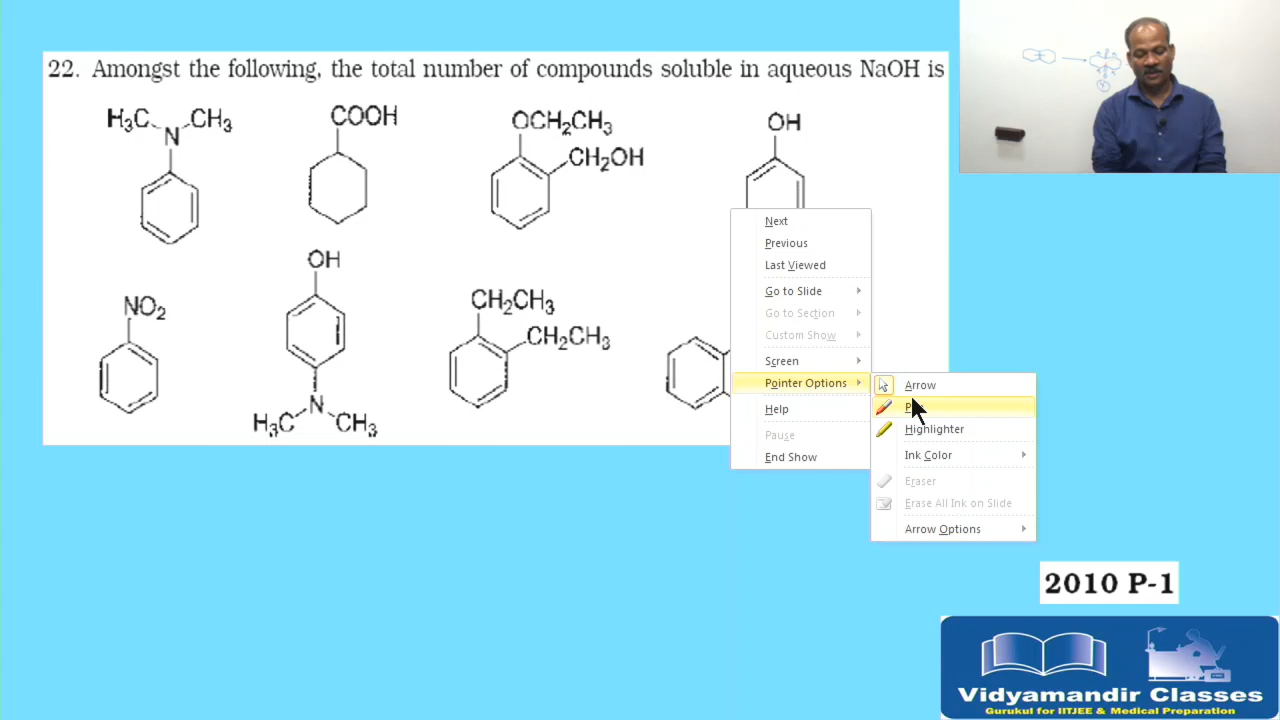 22. Amongst the following, the total number of compounds soluble in aqueous NaOH is
H₃C
CH₃
N
COOH
OCH₂CH₃
CH₂OH
OH
NO₂
OH
N
H₃C
CH₃
CH₂CH₃
CH₂CH₃
Next
Previous
Last Viewed
Go to Slide
Go to Section
Custom Show
Screen
Pointer Options
Help
Pause
End Show
Arrow
Highlighter
Ink Color
Eraser
Erase All Ink on Slide
Arrow Options
2010 P-1
Vidyamandir Classes
Gurukul for IITJEE & Medical Preparation